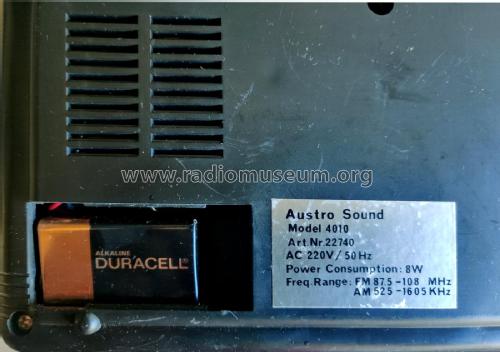 www.radiomuseum.org
Austro Sound
Model 4010
Art.Nr.22740
AC 220V/50Hz
Power Consumption: 8W
Freq.Range: FM 87.5-108 MHz
AM 525-1605 KHz
ALKALINE
DURACELL®